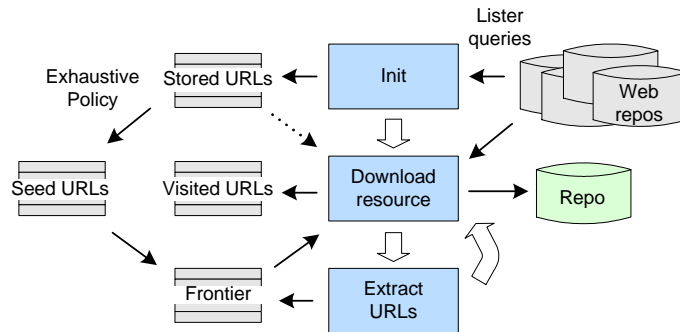 Lister
queries
Exhaustive
Policy
Stored URLs
Init
Web
repos
Seed URLs
Visited URLs
Download
resource
Repo
Frontier
Extract
URLs